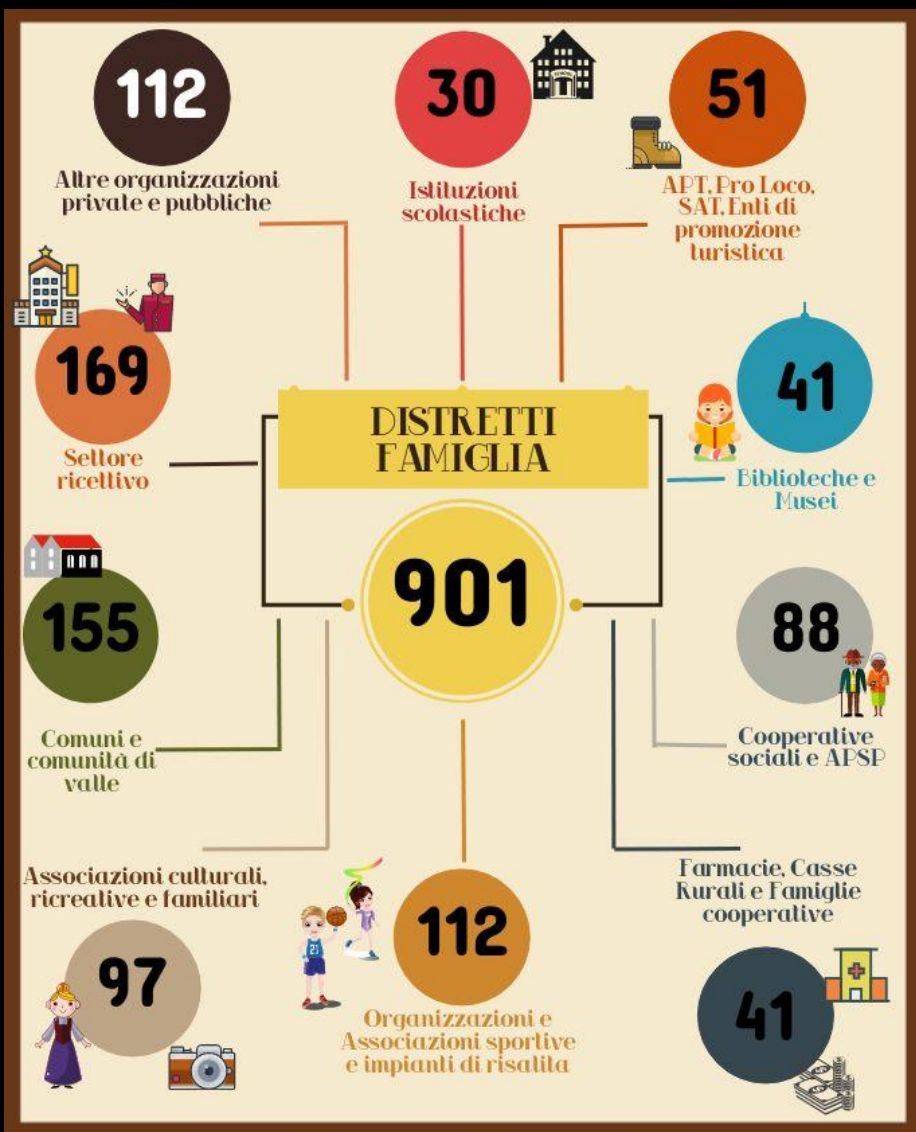 112
Altre organizzazioni
private e pubbliche
30
SCHOOL
Istituzioni
scolastiche
51
APT, Pro Loco,
SAT, Enti di
promozione
turistica
169
Settore
ricettivo
DISTRETTI
FAMIGLIA
901
41
Biblioteche e
Musei
155
Comuni e
comunità di
valle
88
Cooperative
sociali e APSP
Associazioni culturali,
ricreative e familiari
97
23
112
Organizzazioni e
Associazioni sportive
e impianti di risalita
Farmacie, Casse
Rurali e Famiglie
cooperative
41